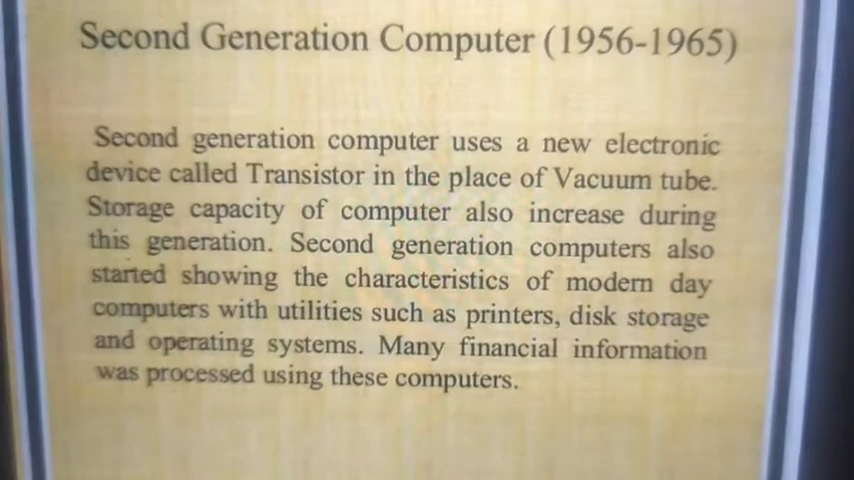 Second Generation Computer (1956-1965)
Second generation computer uses a new electronic
device called Transistor in the place of Vacuum tube.
Storage capacity of computer also increase during
this generation. Second generation computers also
started showing the characteristics of modern day
computers with utilities such as printers, disk storage
and operating systems. Many financial information
was processed using these computers.